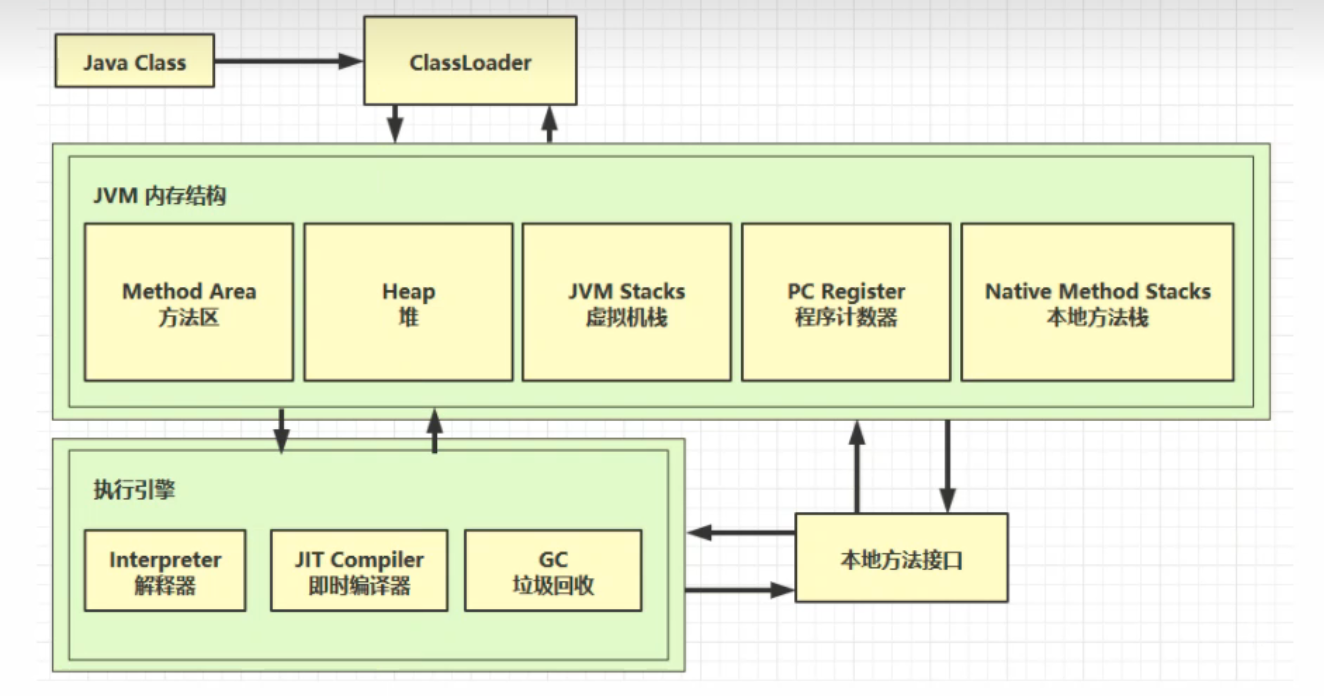 Java Class
ClassLoader
JVM 内存结构
Method Area
方法区
Heap
堆
JVM Stacks
虚拟机栈
PC Register
程序计数器
Native Method Stacks
本地方法栈
执行引擎
Interpreter
解释器
JIT Compiler
即时编译器
GC
垃圾回收
本地方法接口